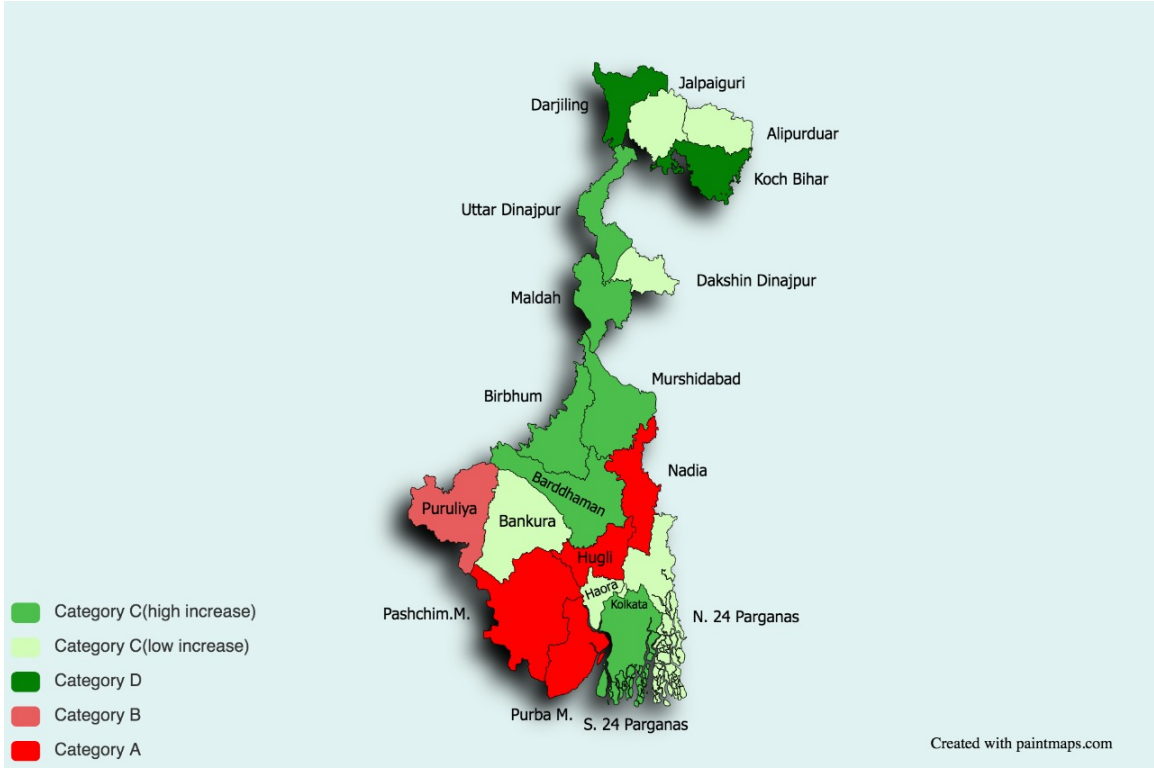 Jalpaiguri
Darjiling
Alipurduar
Koch Bihar
Uttar Dinajpur
Dakshin Dinajpur
Maldah
Murshidabad
Birbhum
Nadia
Barddhaman
Puruliya
Bankura
Hugli
Haora
Kolkata
Pashchim.M.
N. 24 Parganas
Purba M.
S. 24 Parganas
Category C(high increase)
Category C(low increase)
Category D
Category B
Category A
Created with paintmaps.com